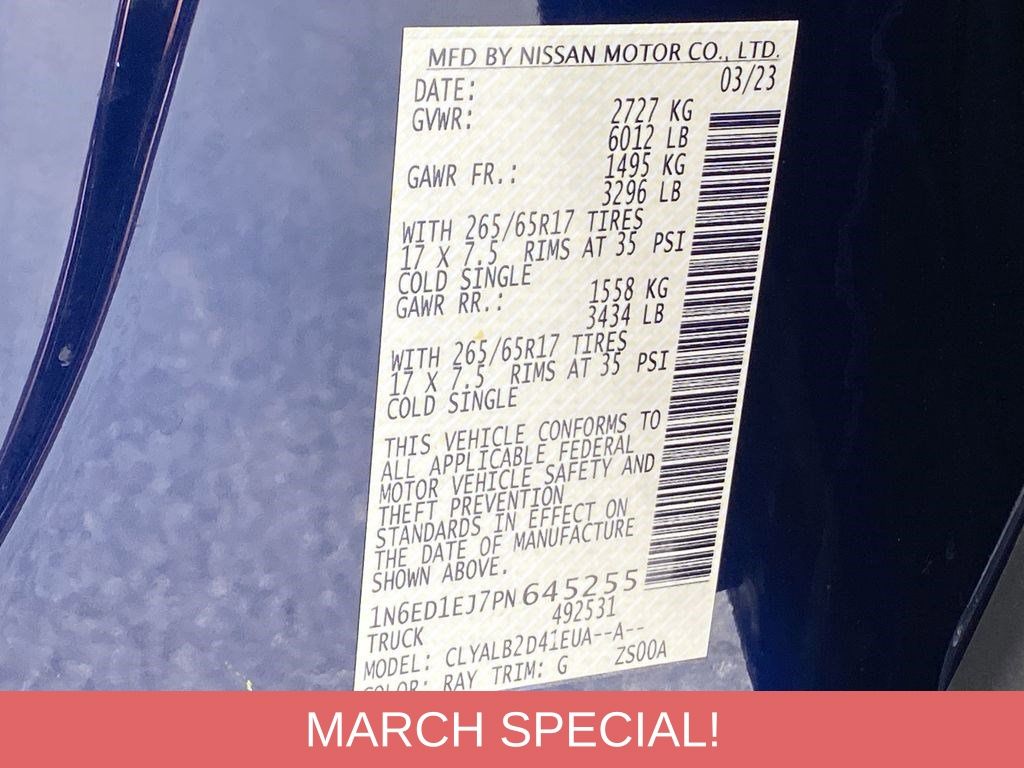 MFD BY NISSAN MOTOR CO., LTD.
DATE: 03/23
GVWR: 2727 KG
6012 LB
GAWR FR.: 1495 KG
3296 LB
WITH 265/65R17 TIRES
17 X 7.5 RIMS AT 35 PSI
COLD SINGLE
GAWR RR.: 1558 KG
3434 LB
WITH 265/65R17 TIRES
17 X 7.5 RIMS AT 35 PSI
COLD SINGLE
THIS VEHICLE CONFORMS TO
ALL APPLICABLE FEDERAL
MOTOR VEHICLE SAFETY AND
THEFT PREVENTION
STANDARDS IN EFFECT ON
THE DATE OF MANUFACTURE
SHOWN ABOVE.
1N6ED1EJ7PN645255
TRUCK 492531
MODEL: CLYALB2D41EUA--A--
COLOR: RAY TRIM: G ZS00A
MARCH SPECIAL!